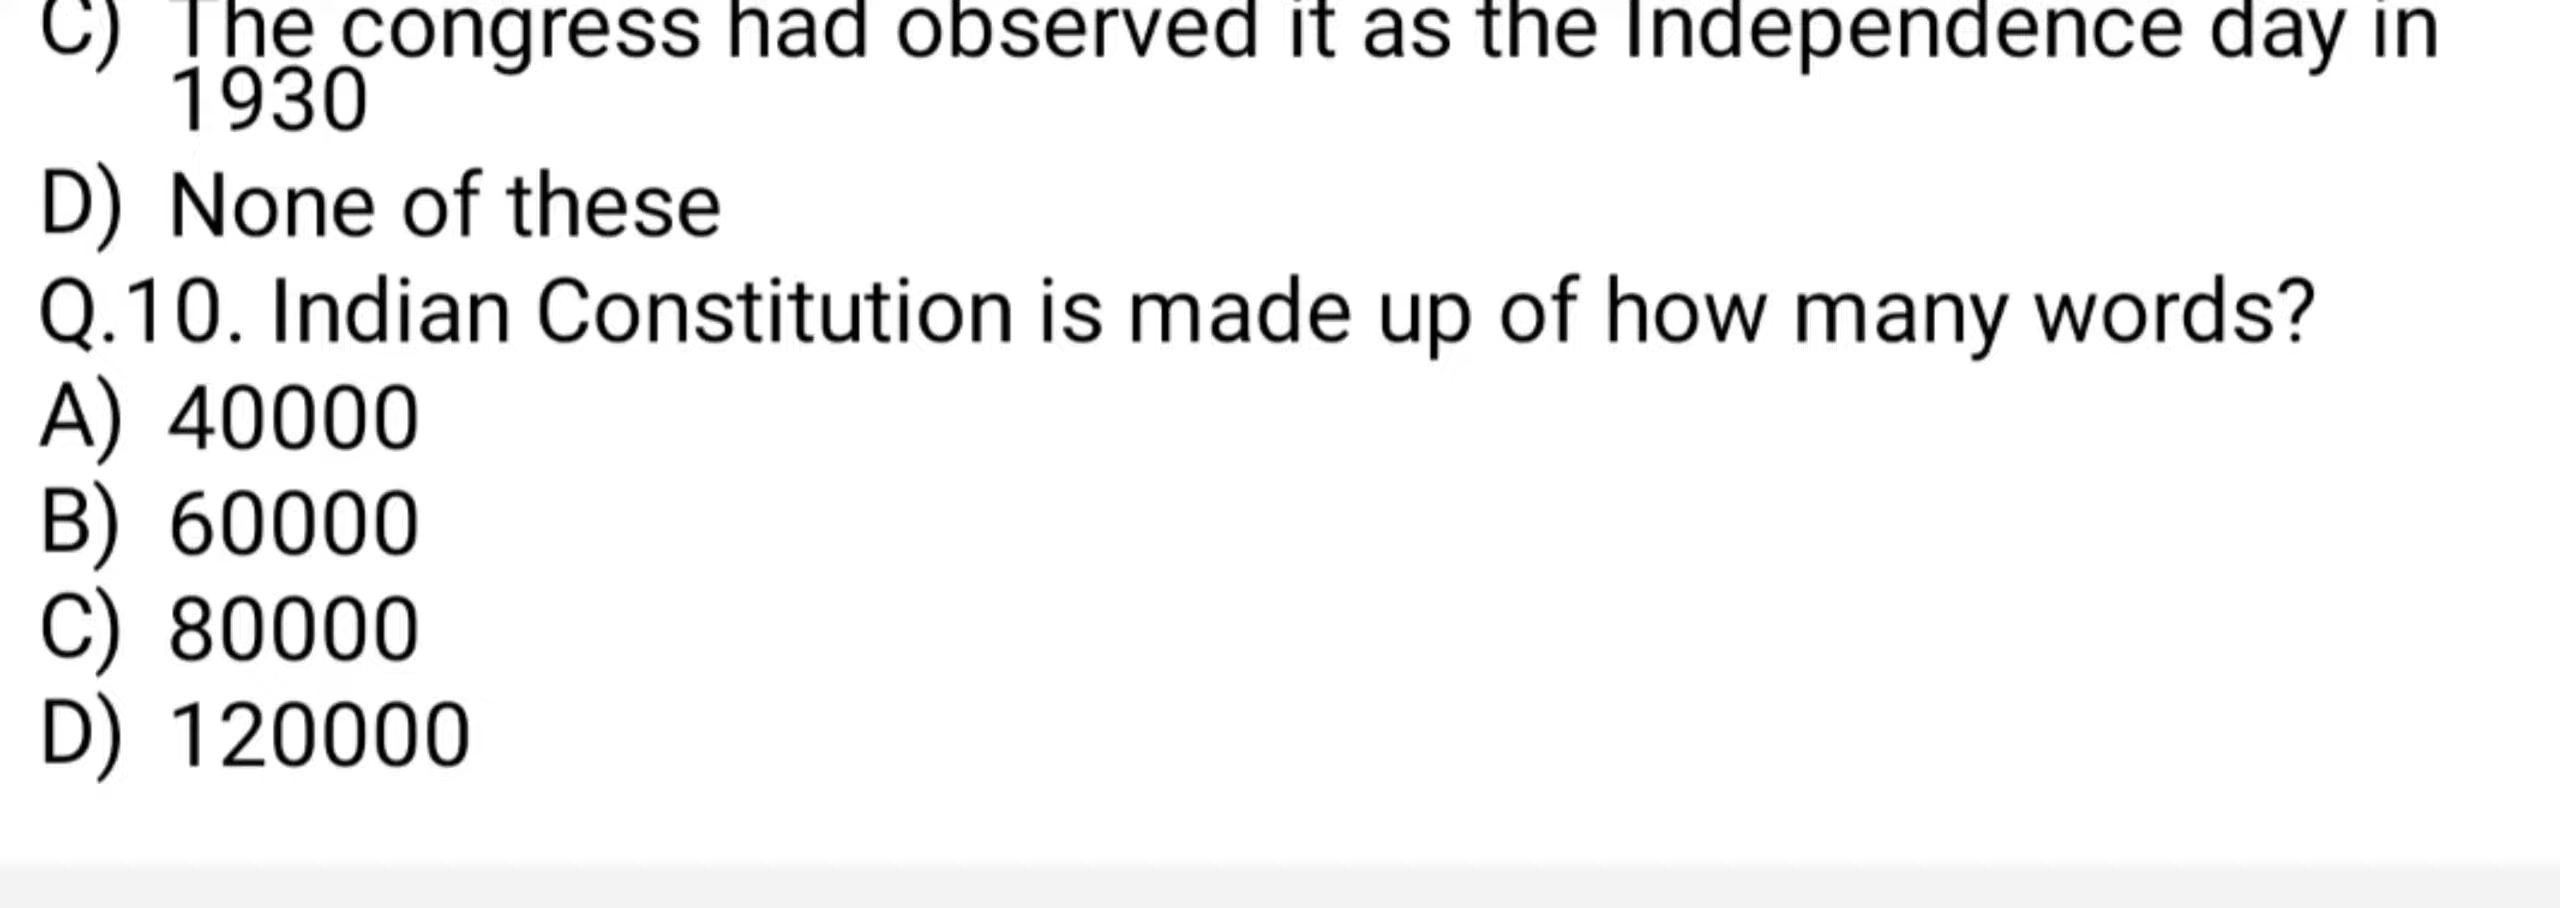 C) The congress had observed it as the Independence day in
1930
D) None of these
Q.10. Indian Constitution is made up of how many words?
A) 40000
B) 60000
C) 80000
D) 120000